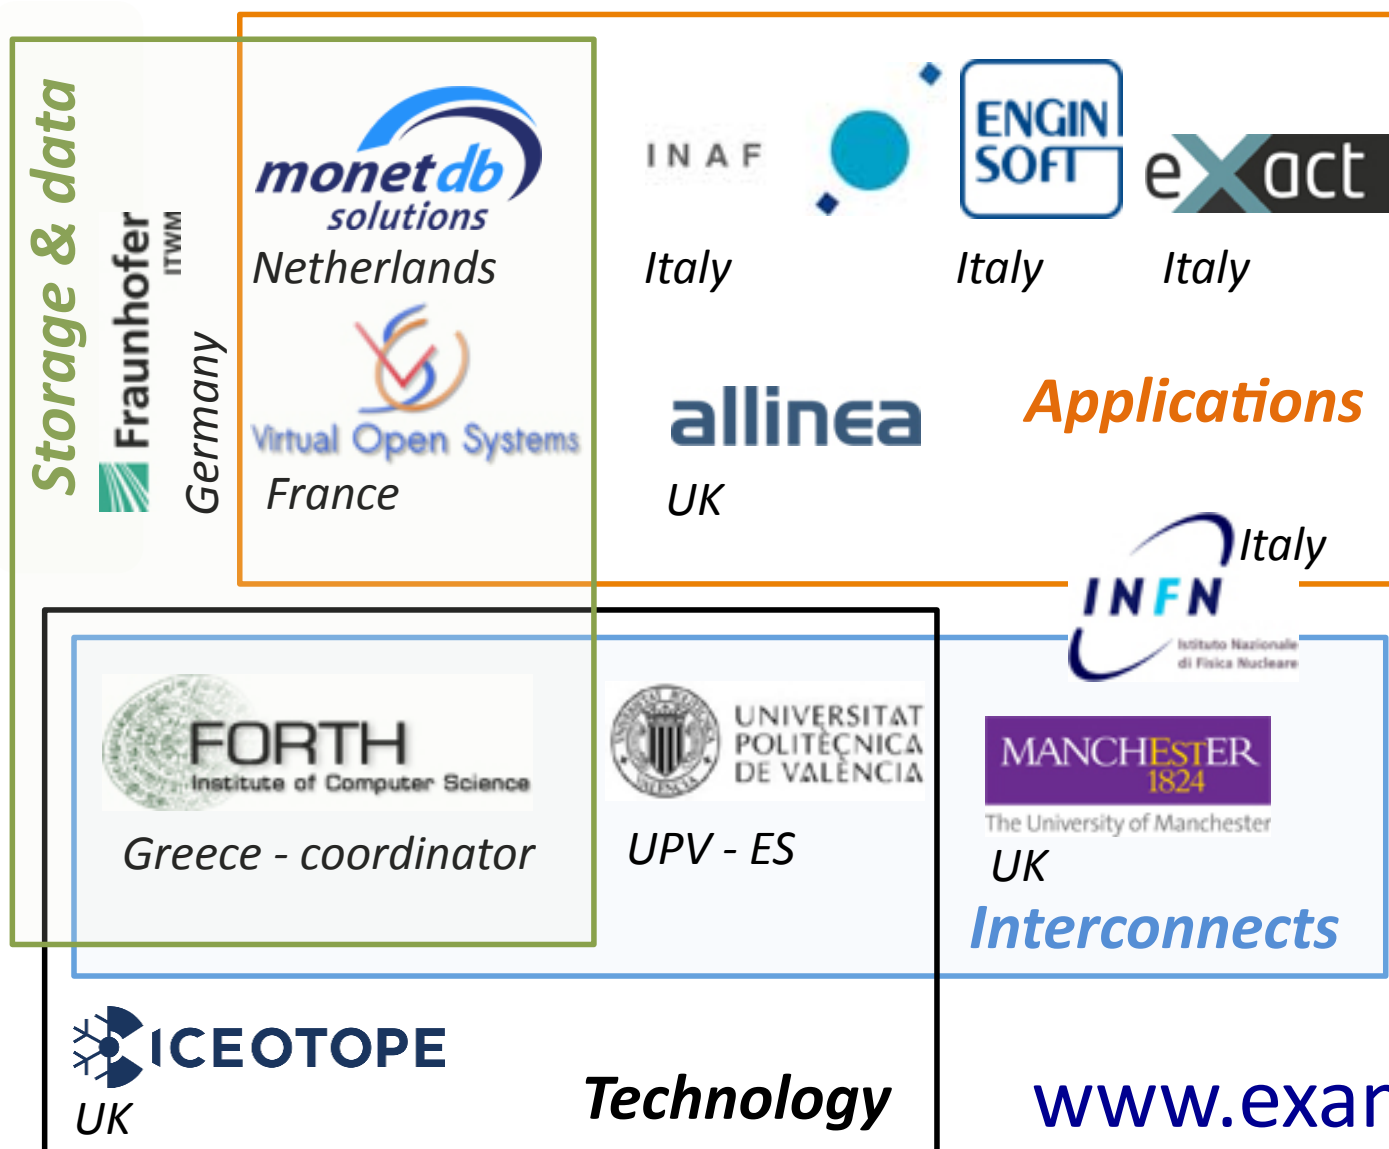 Storage & data
Fraunhofer
ITWM
Germany
monetdb
solutions
Netherlands
Virtual Open Systems
France
INAF
Italy
ENGIN
SOFT
Italy
eXact
Italy
allinea
UK
Applications
Italy
INFN
Istituto Nazionale
di Fisica Nucleare
FORTH
Institute of Computer Science
Greece - coordinator
UNIVERSITAT
POLITÈCNICA
DE VALÈNCIA
UPV - ES
MANCHEstER
1824
The University of Manchester
UK
Interconnects
ICEOTOPE
UK
Technology
www.exan